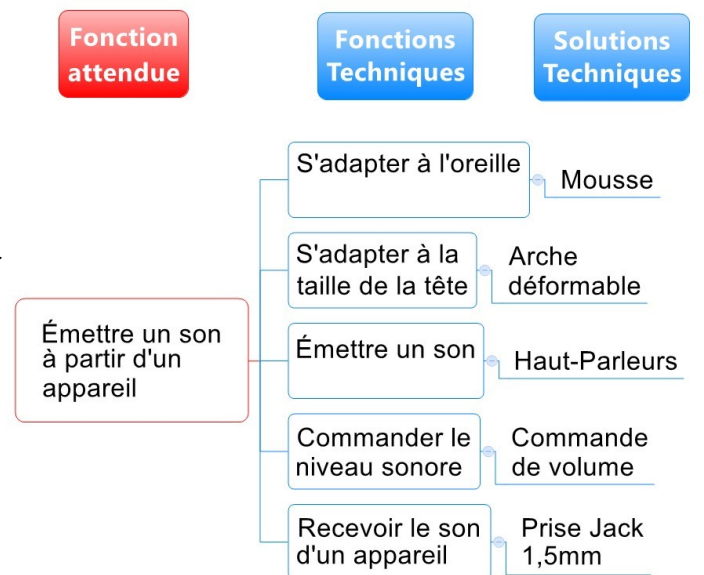 Fonction
attendue
Fonctions
Techniques
Solutions
Techniques
S'adapter à l'oreille
Mousse
S'adapter à la
taille de la tête
Arche
déformable
Émettre un son
à partir d'un
appareil
Émettre un son
Haut-Parleurs
Commander le
niveau sonore
Commande
de volume
Recevoir le son
d'un appareil
Prise Jack
1,5mm